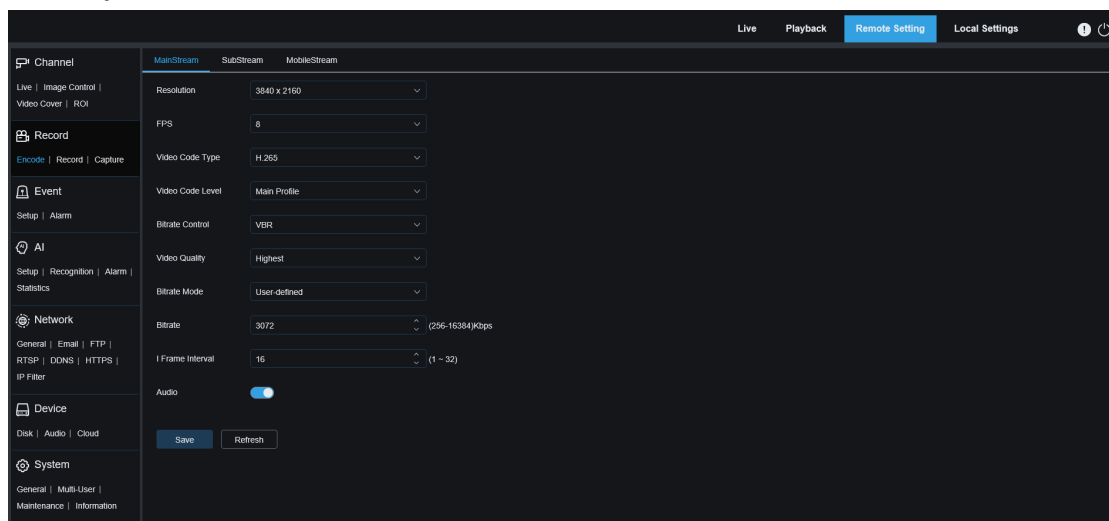 Live Playback Remote Setting Local Settings
Channel
Live | Image Control |
Video Cover | ROI
Record
Encode | Record | Capture
Event
Setup | Alarm
AI
Setup | Recognition | Alarm |
Statistics
Network
General | Email | FTP |
RTSP | DDNS | HTTPS |
IP Filter
Device
Disk | Audio | Cloud
System
General | Multi-User |
Maintenance | Information
MainStream SubStream MobileStream
Resolution 3840 x 2160
FPS 8
Video Code Type H.265
Video Code Level Main Profile
Bitrate Control VBR
Video Quality Highest
Bitrate Mode User-defined
Bitrate 3072 (256-16384)Kbps
I Frame Interval 16 (1 ~ 32)
Audio
Save Refresh